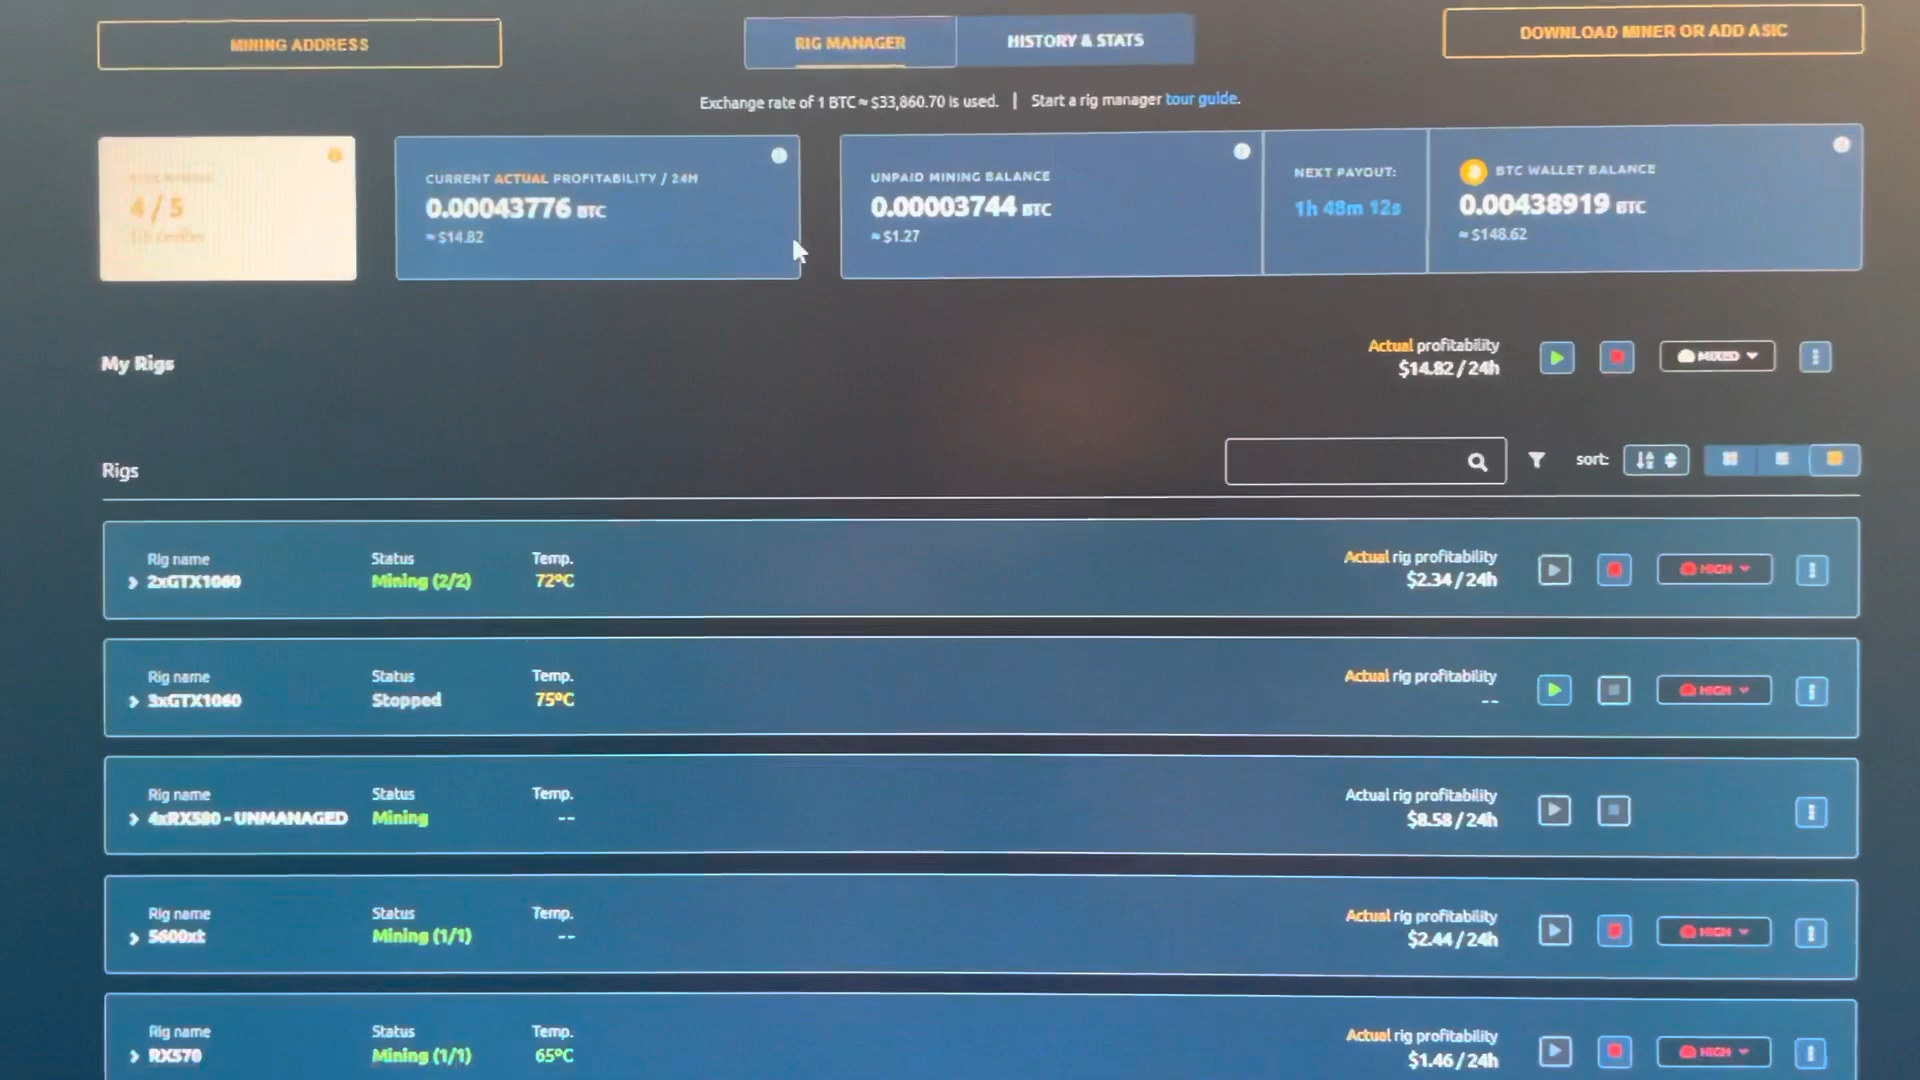 MINING ADDRESS
RIG MANAGER
HISTORY & STATS
DOWNLOAD MINER OR ADD ASIC
Exchange rate of 1 BTC ≈ $33,860.70 is used. | Start a rig manager tour guide.
4 / 5
CURRENT ACTUAL PROFITABILITY / 24H
0.00043776 BTC
≈ $14.82
UNPAID MINING BALANCE
0.00003744 BTC
≈ $1.27
NEXT PAYOUT:
1h 48m 12s
BTC WALLET BALANCE
0.00438919 BTC
≈ $148.62
My Rigs
Actual profitability
$14.82 / 24h
MIXED
Rigs
sort:
Rig name Status Temp. Actual rig profitability
2xGTX1060 Mining (2/2) 72°C $2.34 / 24h HIGH
Rig name Status Temp. Actual rig profitability
3xGTX1060 Stopped 75°C -- HIGH
Rig name Status Temp. Actual rig profitability
4xRX580 - UNMANAGED Mining -- $8.58 / 24h
Rig name Status Temp. Actual rig profitability
5600xt Mining (1/1) -- $2.44 / 24h HIGH
Rig name Status Temp. Actual rig profitability
RX570 Mining (1/1) 65°C $1.46 / 24h HIGH